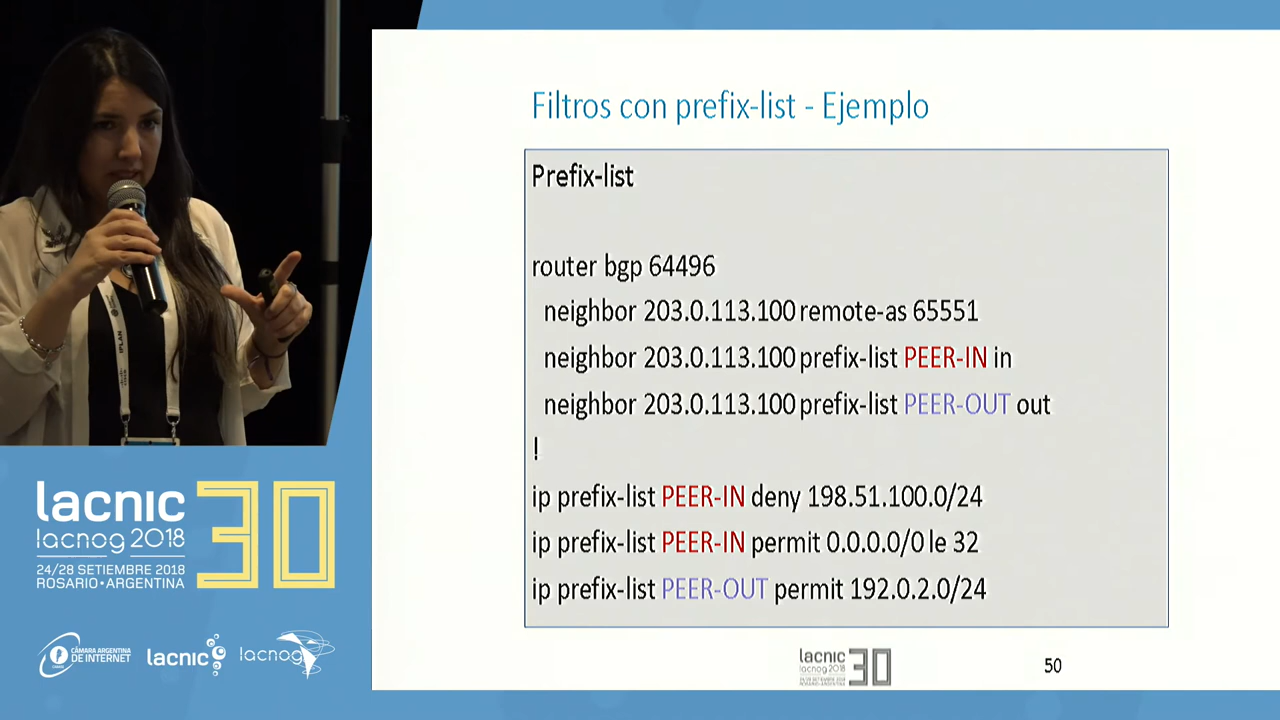 Filtros con prefix-list - Ejemplo
Prefix-list
router bgp 64496
neighbor 203.0.113.100 remote-as 65551
neighbor 203.0.113.100 prefix-list PEER-IN in
neighbor 203.0.113.100 prefix-list PEER-OUT out
!
ip prefix-list PEER-IN deny 198.51.100.0/24
ip prefix-list PEER-IN permit 0.0.0.0/0 le 32
ip prefix-list PEER-OUT permit 192.0.2.0/24
lacnic 30
lacnog 2018
50
IPLAN
lacnic 30
lacnog 2018
24/28 SETIEMBRE 2018
ROSARIO•ARGENTINA
CÁMARA ARGENTINA
DE INTERNET
lacnic
lacnog